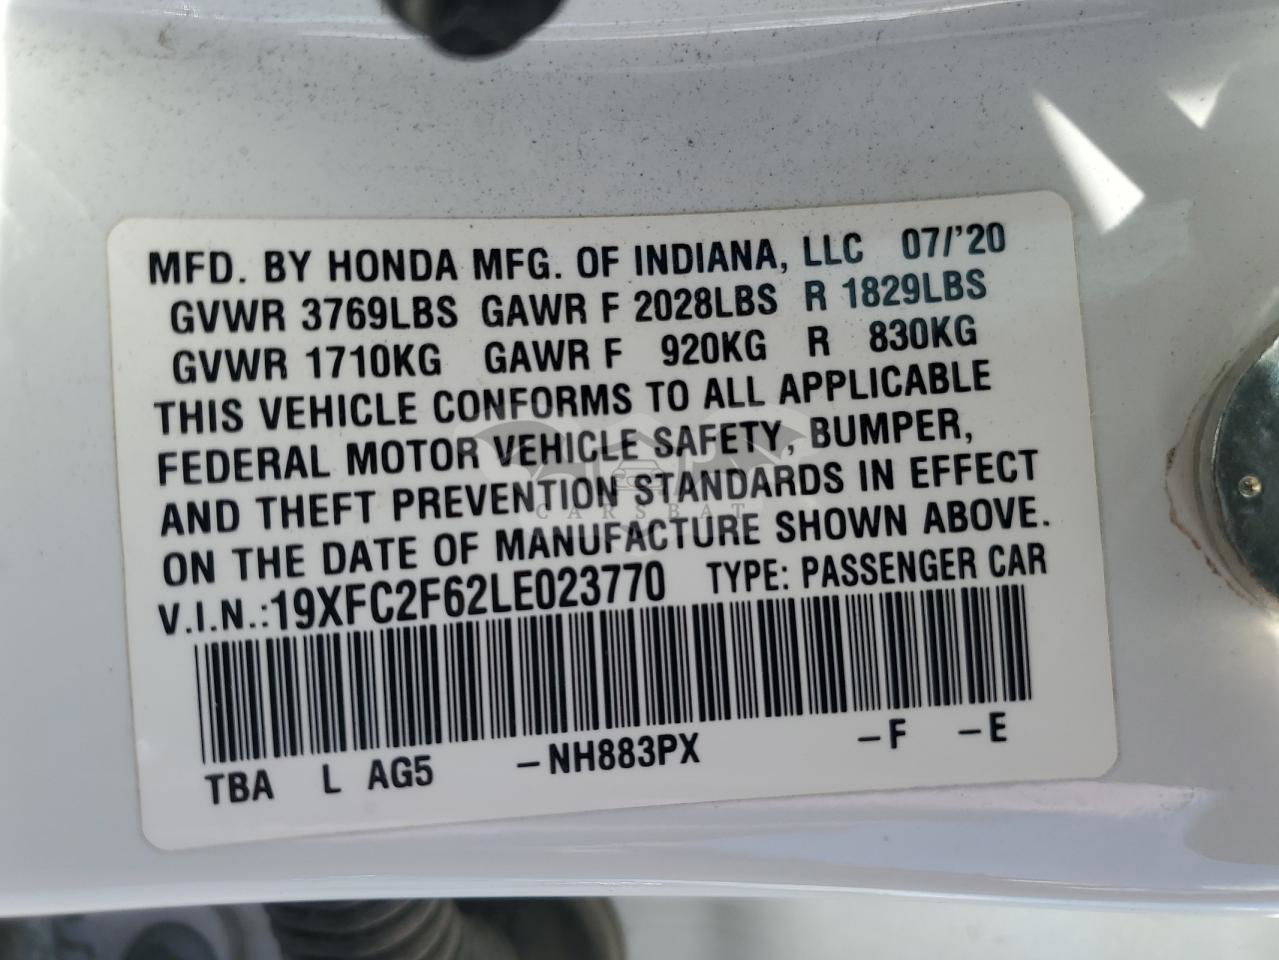 MFD. BY HONDA MFG. OF INDIANA, LLC 07/'20
GVWR 3769LBS GAWR F 2028LBS R 1829LBS
GVWR 1710KG GAWR F 920KG R 830KG
THIS VEHICLE CONFORMS TO ALL APPLICABLE
FEDERAL MOTOR VEHICLE SAFETY, BUMPER,
AND THEFT PREVENTION STANDARDS IN EFFECT
CARSBAT
ON THE DATE OF MANUFACTURE SHOWN ABOVE.
V.I.N.:19XFC2F62LE023770 TYPE: PASSENGER CAR
TBA L AG5 –NH883PX –F –E